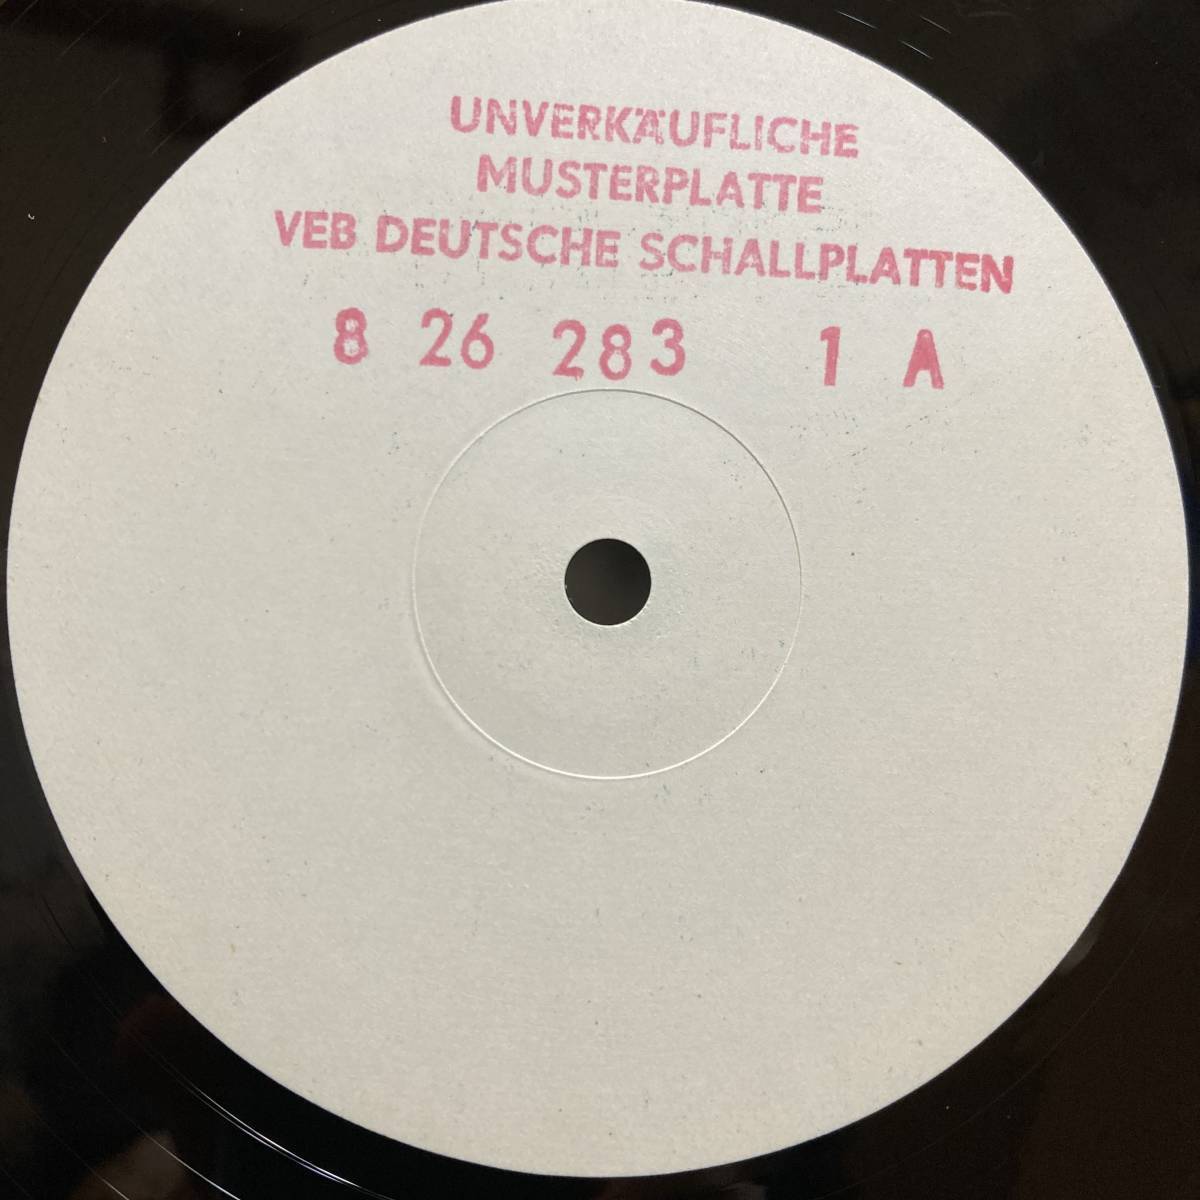 UNVERKÄUFLICHE
MUSTERPLATTE
VEB DEUTSCHE SCHALLPLATTEN
8 26 283 1 A